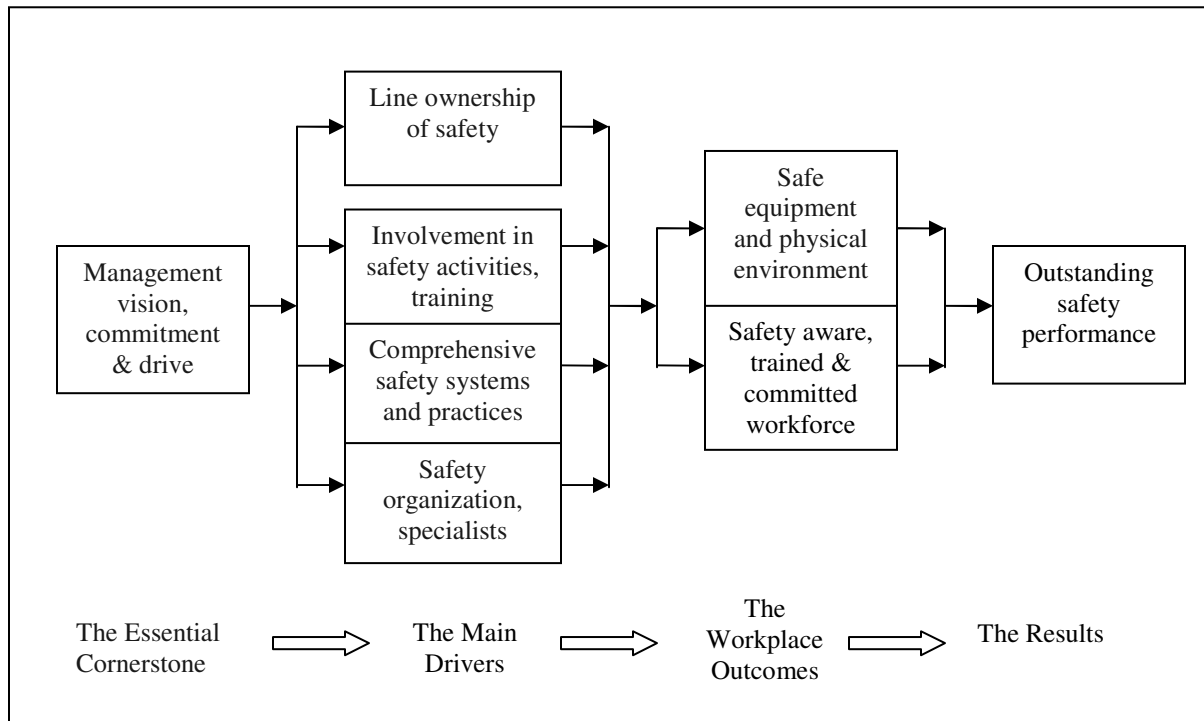 Line ownership
of safety
Involvement in
safety activities,
training
Comprehensive
safety systems
and practices
Safety
organization,
specialists
Management
vision,
commitment
& drive
Safe
equipment
and physical
environment
Safety aware,
trained &
committed
workforce
Outstanding
safety
performance
The Essential
Cornerstone
The Main
Drivers
The
Workplace
Outcomes
The Results